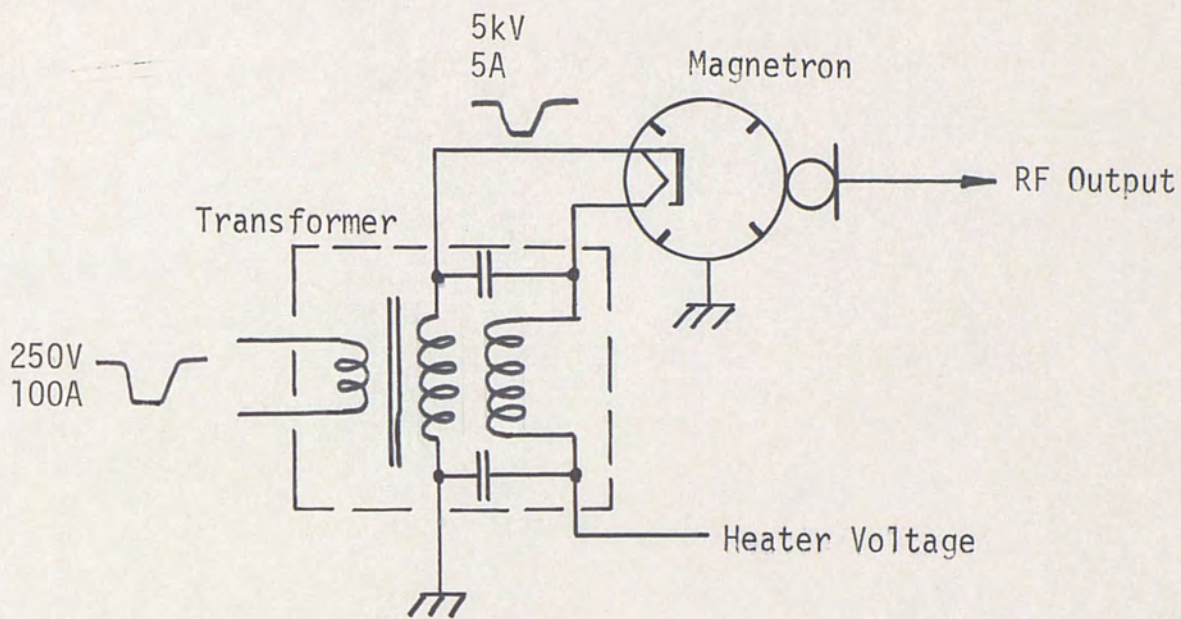 5kV
5A
Magnetron
RF Output
Transformer
250V
100A
Heater Voltage